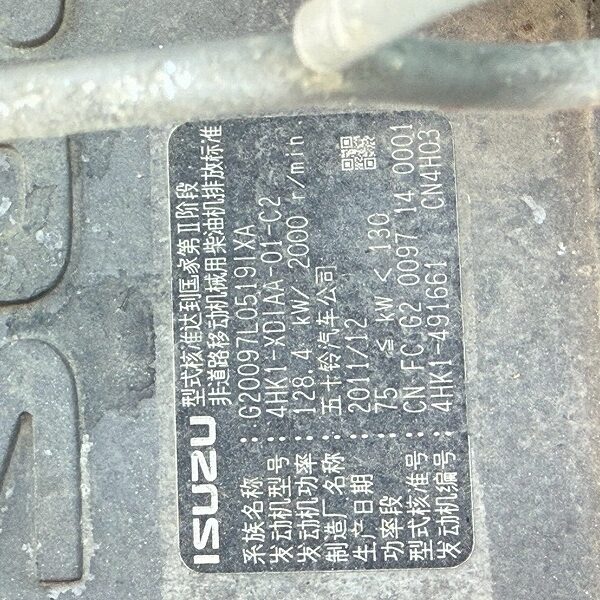 ISUZU
型式核准达到国家第Ⅱ阶段
非道路移动机械用柴油机排放标准
系族名称 : G20097L0519IXA
发动机型号 : 4HK1-XDIAA-01-C2
发动机功率 : 128.4 kW/ 2000 r/min
制造厂名称 : 五十铃汽车公司
生产日期 : 2011/12
功率段 : 75 ≤ kW < 130
型式核准号 : CN FC G2 0097 14 0001
发动机编号 : 4HK1-491661 CN4H03